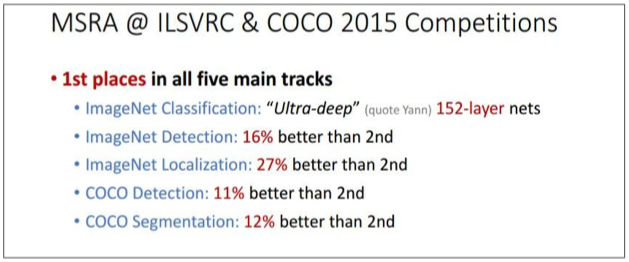 MSRA @ ILSVRC & COCO 2015 Competitions
• 1st places in all five main tracks
• ImageNet Classification: “Ultra-deep” (quote Yann) 152-layer nets
• ImageNet Detection: 16% better than 2nd
• ImageNet Localization: 27% better than 2nd
• COCO Detection: 11% better than 2nd
• COCO Segmentation: 12% better than 2nd